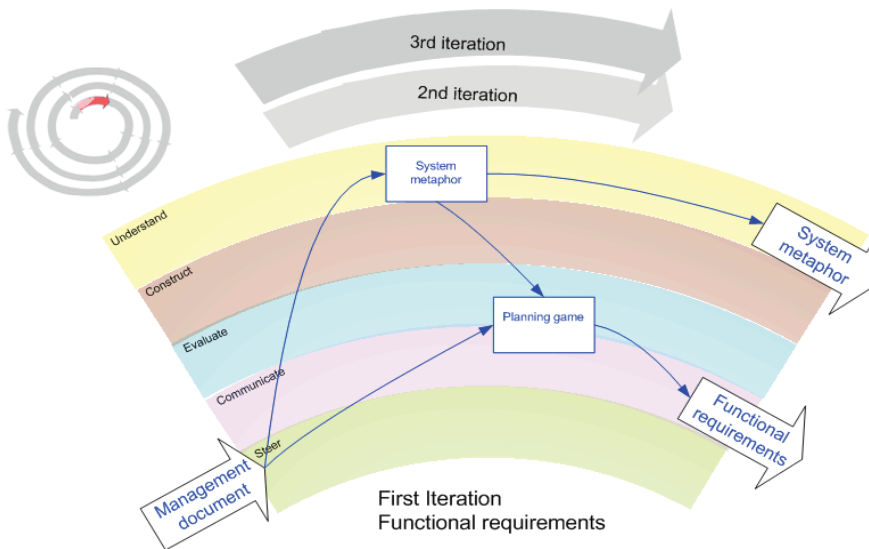 3rd iteration
2nd iteration
System
metaphor
Understand
System
metaphor
Construct
Planning game
Evaluate
Communicate
Functional
requirements
Steer
Management
document
First Iteration
Functional requirements